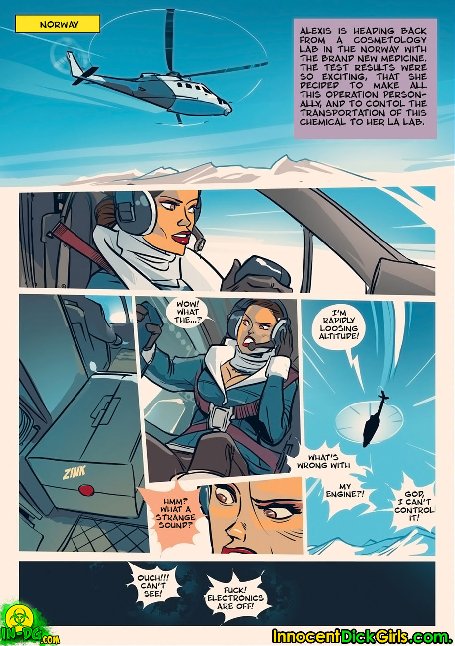 NORWAY
ALEXIS IS HEADING BACK
FROM A COSMETOLOGY
LAB IN THE NORWAY WITH
THE BRAND NEW MEDICINE.
THE TEST RESULTS WERE
SO EXCITING, THAT SHE
DECIDED TO MAKE ALL
THIS OPERATION PERSON-
ALLY, AND TO CONTOL THE
TRANSPORTATION OF THIS
CHEMICAL TO HER LA LAB.
WOW!
WHAT
THE...?
I'M
RAPIDLY
LOOSING
ALTITUDE!
ZINK
HMM?
WHAT A
STRANGE
SOUND?
WHAT'S
WRONG WITH
MY
ENGINE?!
GOD,
I CAN'T
CONTROL
IT!
OUCH!!!
CAN'T
SEE!
FUCK!
ELECTRONICS
ARE OFF!
IN-DG.COM
INNOCENTDICKGIRLS.COM.